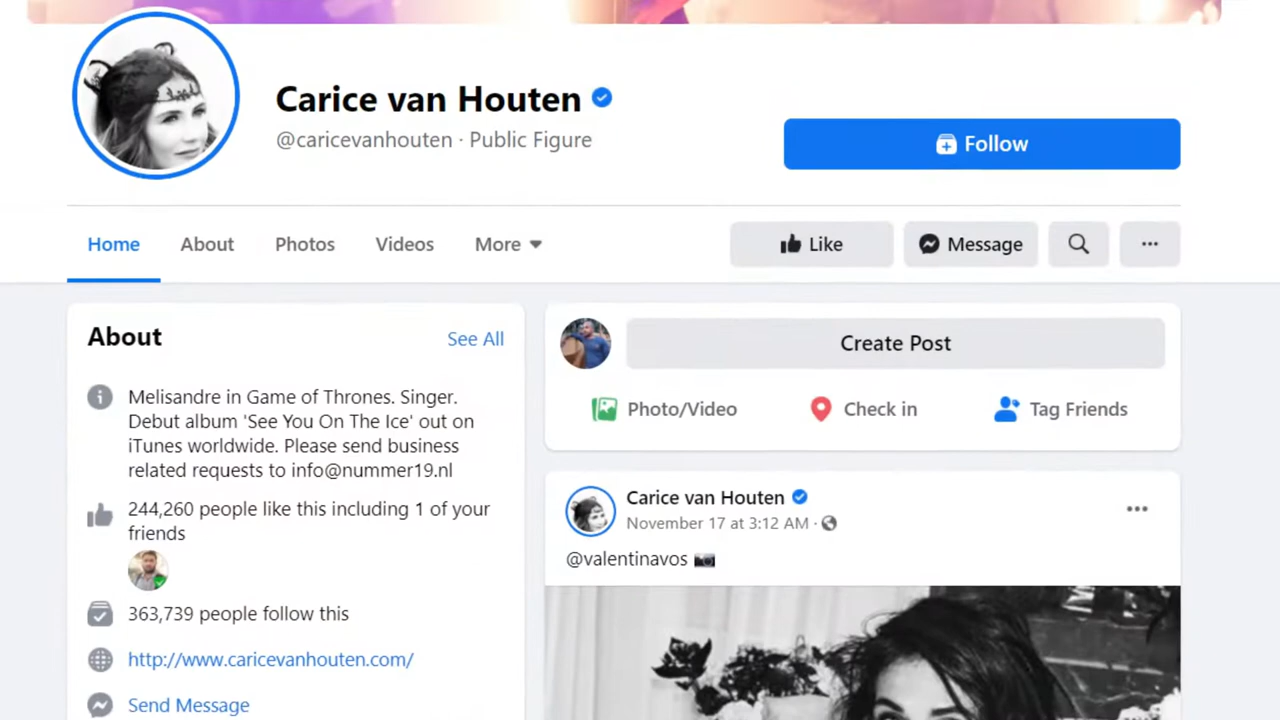 Carice van Houten
@caricevanhouten · Public Figure
Follow
Home
About
Photos
Videos
More
Like
Message
About
See All
Melisandre in Game of Thrones. Singer.
Debut album 'See You On The Ice' out on
iTunes worldwide. Please send business
related requests to info@nummer19.nl
244,260 people like this including 1 of your
friends
363,739 people follow this
http://www.caricevanhouten.com/
Send Message
Create Post
Photo/Video
Check in
Tag Friends
Carice van Houten
November 17 at 3:12 AM ·
@valentinavos